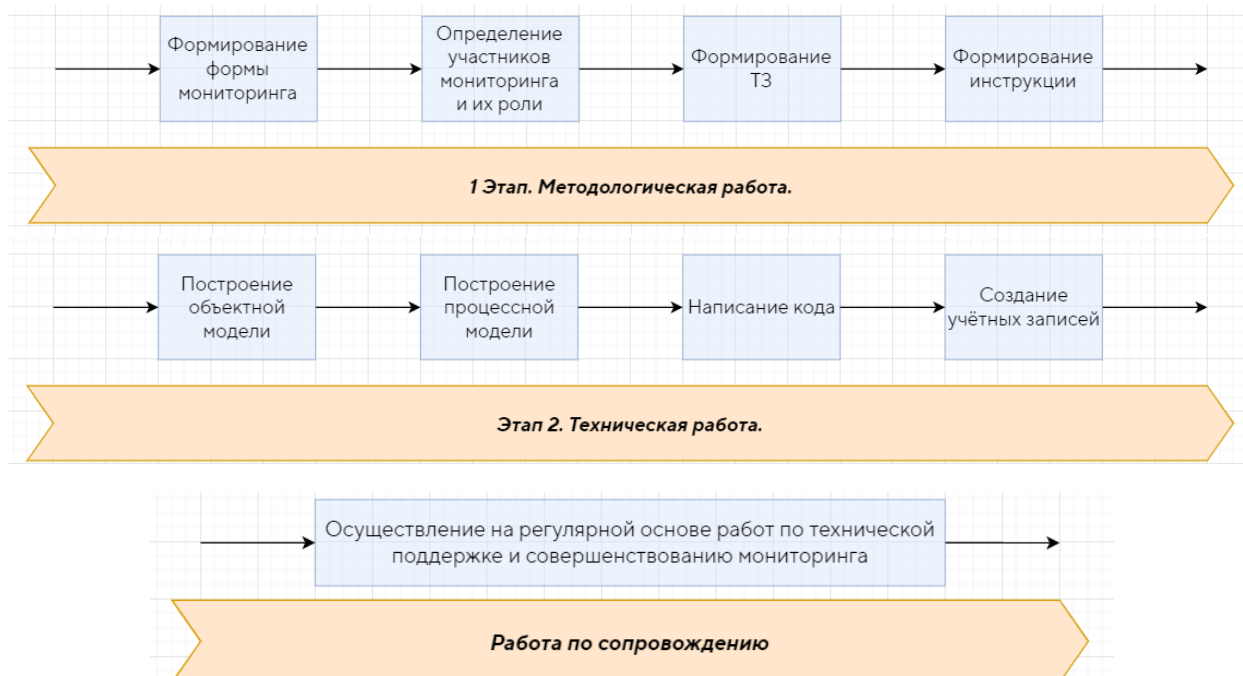 Формирование
формы
мониторинга
Определение
участников
мониторинга
и их роли
Формирование
ТЗ
Формирование
инструкции
1 Этап. Методологическая работа.
Построение
объектной
модели
Построение
процессной
модели
Написание кода
Создание
учётных записей
Этап 2. Техническая работа.
Осуществление на регулярной основе работ по технической
поддержке и совершенствованию мониторинга
Работа по сопровождению